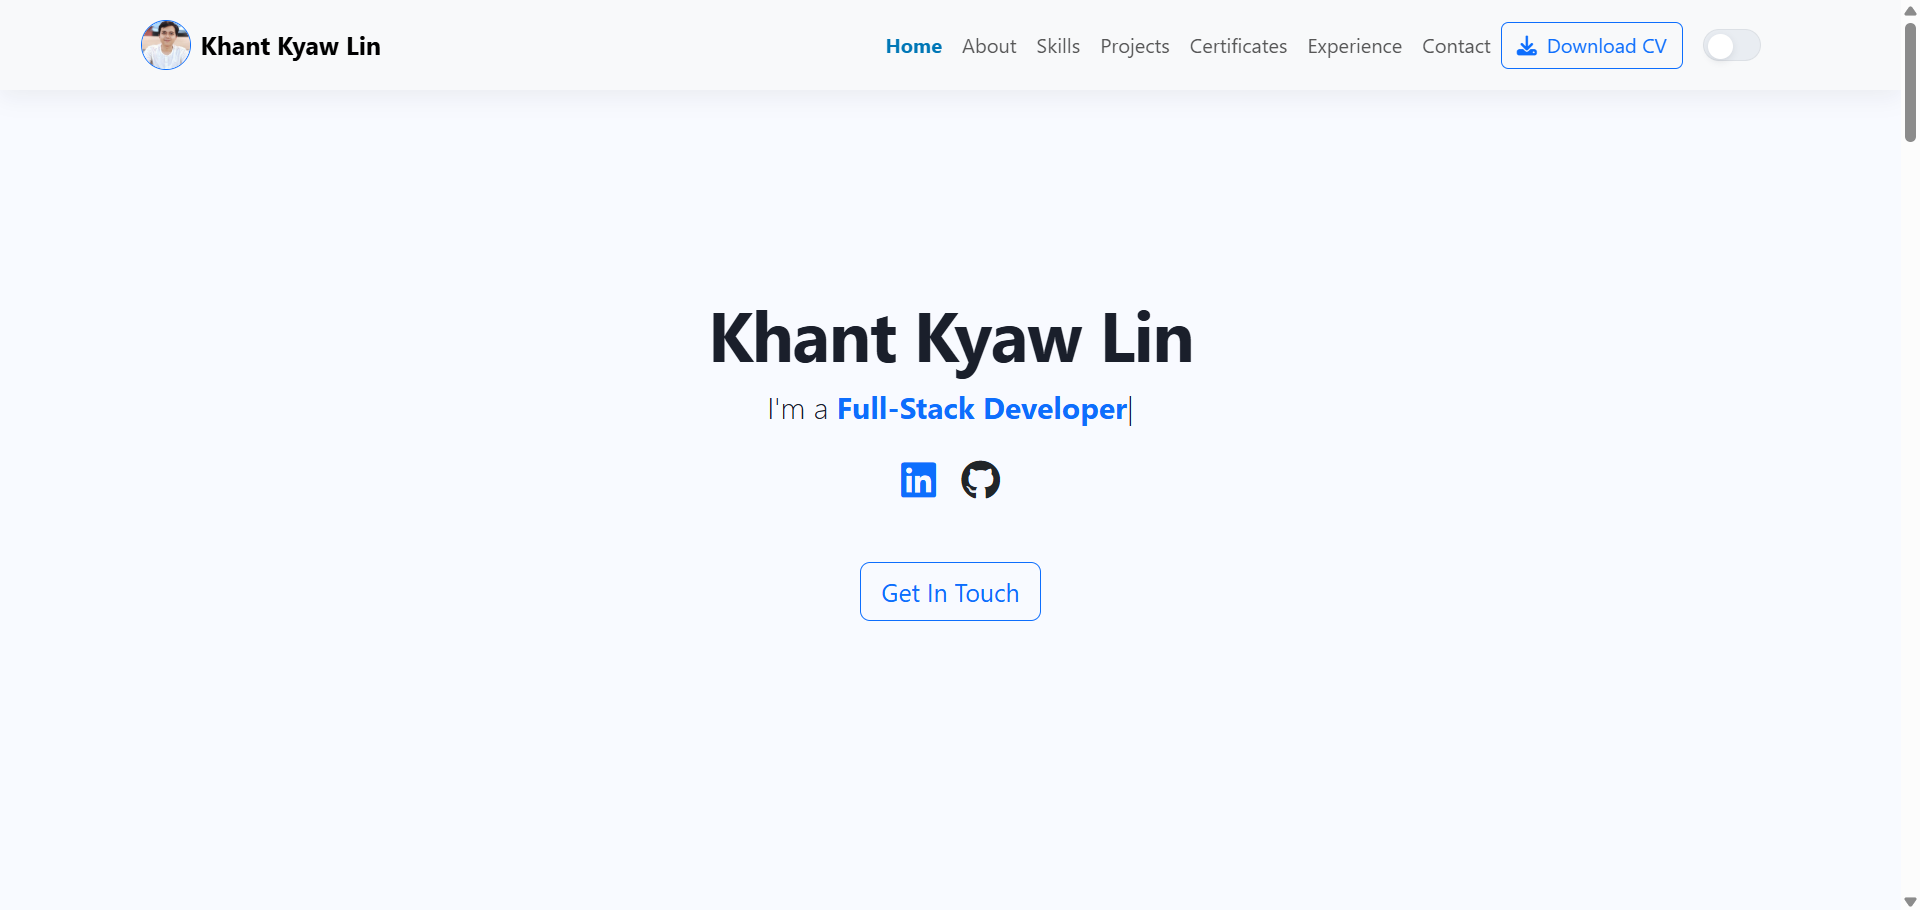 Khant Kyaw Lin
Home About Skills Projects Certificates Experience Contact Download CV
Khant Kyaw Lin
I'm a Full-Stack Developer
in
Get In Touch